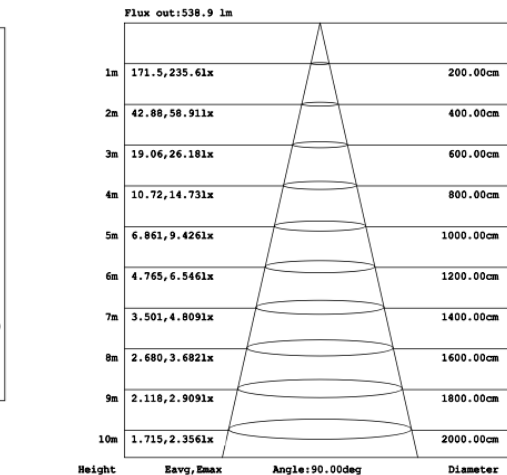 Flux out:538.9 lm
1m 171.5,235.6lx 200.00cm
2m 42.88,58.91lx 400.00cm
3m 19.06,26.18lx 600.00cm
4m 10.72,14.73lx 800.00cm
5m 6.861,9.426lx 1000.00cm
6m 4.765,6.546lx 1200.00cm
7m 3.501,4.809lx 1400.00cm
8m 2.680,3.682lx 1600.00cm
9m 2.118,2.909lx 1800.00cm
10m 1.715,2.356lx 2000.00cm
Height Eavg,Emax Angle:90.00deg Diameter